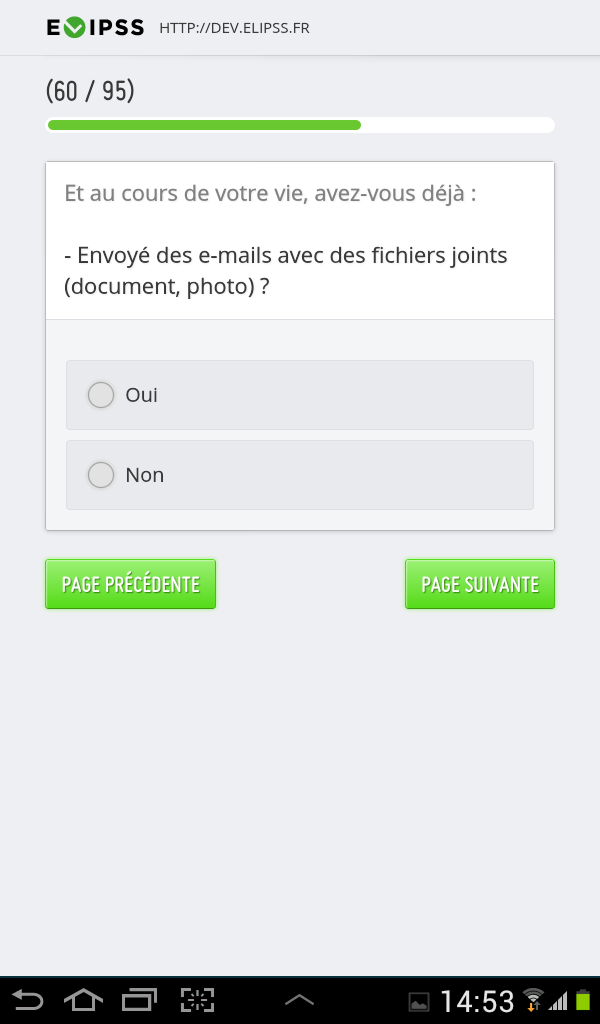 E IPSS HTTP://DEV.ELIPSS.FR
(60 / 95)
Et au cours de votre vie, avez-vous déjà :
- Envoyé des e-mails avec des fichiers joints
(document, photo) ?
Oui
Non
PAGE PRÉCÉDENTE PAGE SUIVANTE
14:53